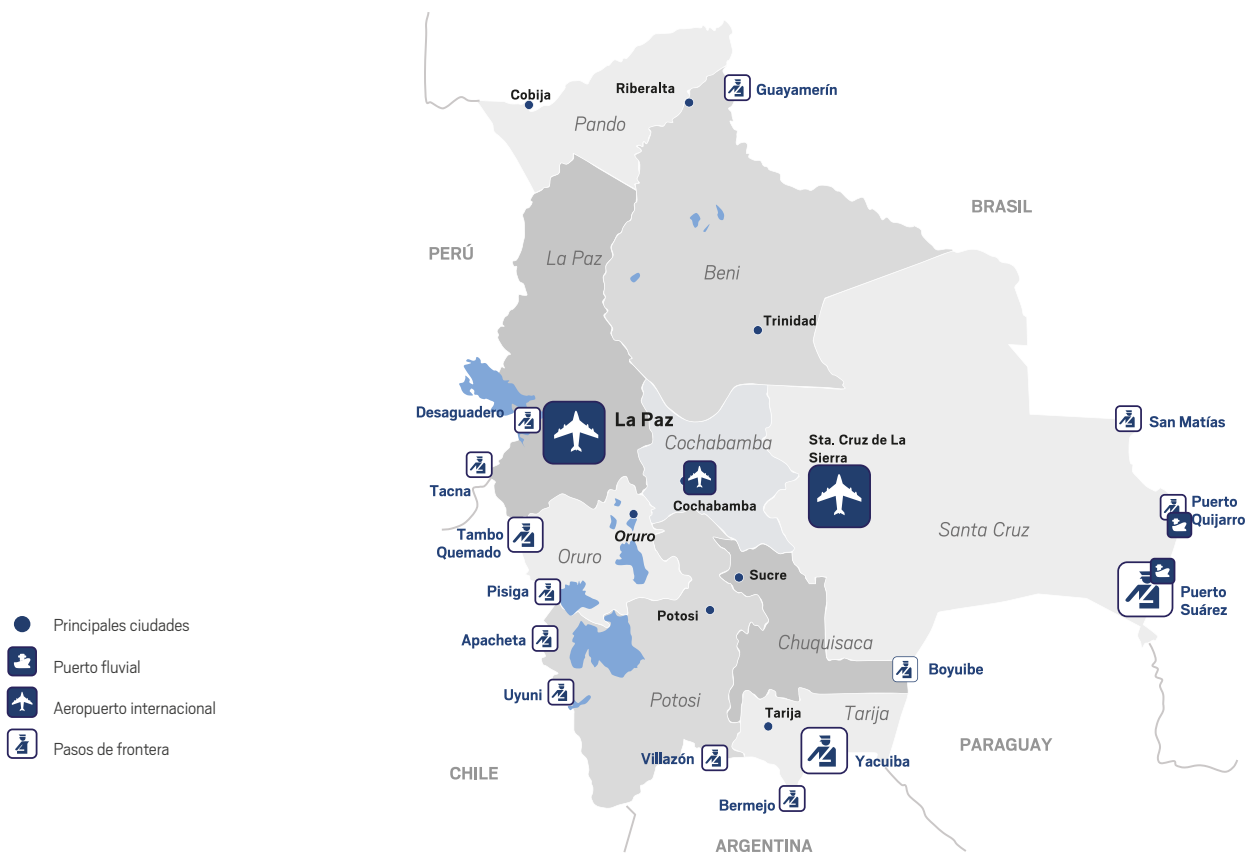 Cobija
Riberalta
Guayamerín
Pando
BRASIL
PERÚ
La Paz
Beni
Trinidad
Desaguadero
La Paz
Cochabamba
Sta. Cruz de La
Sierra
San Matías
Tacna
Cochabamba
Puerto
Quijarro
Tambo
Quemado
Oruro
Oruro
Santa Cruz
Pisiga
Sucre
Puerto
Suárez
Potosi
Principales ciudades
Apacheta
Chuquisaca
Puerto fluvial
Boyuibe
Uyuni
Potosi
Aeropuerto internacional
Tarija
Tarija
Pasos de frontera
PARAGUAY
Villazón
Yacuiba
CHILE
Bermejo
ARGENTINA